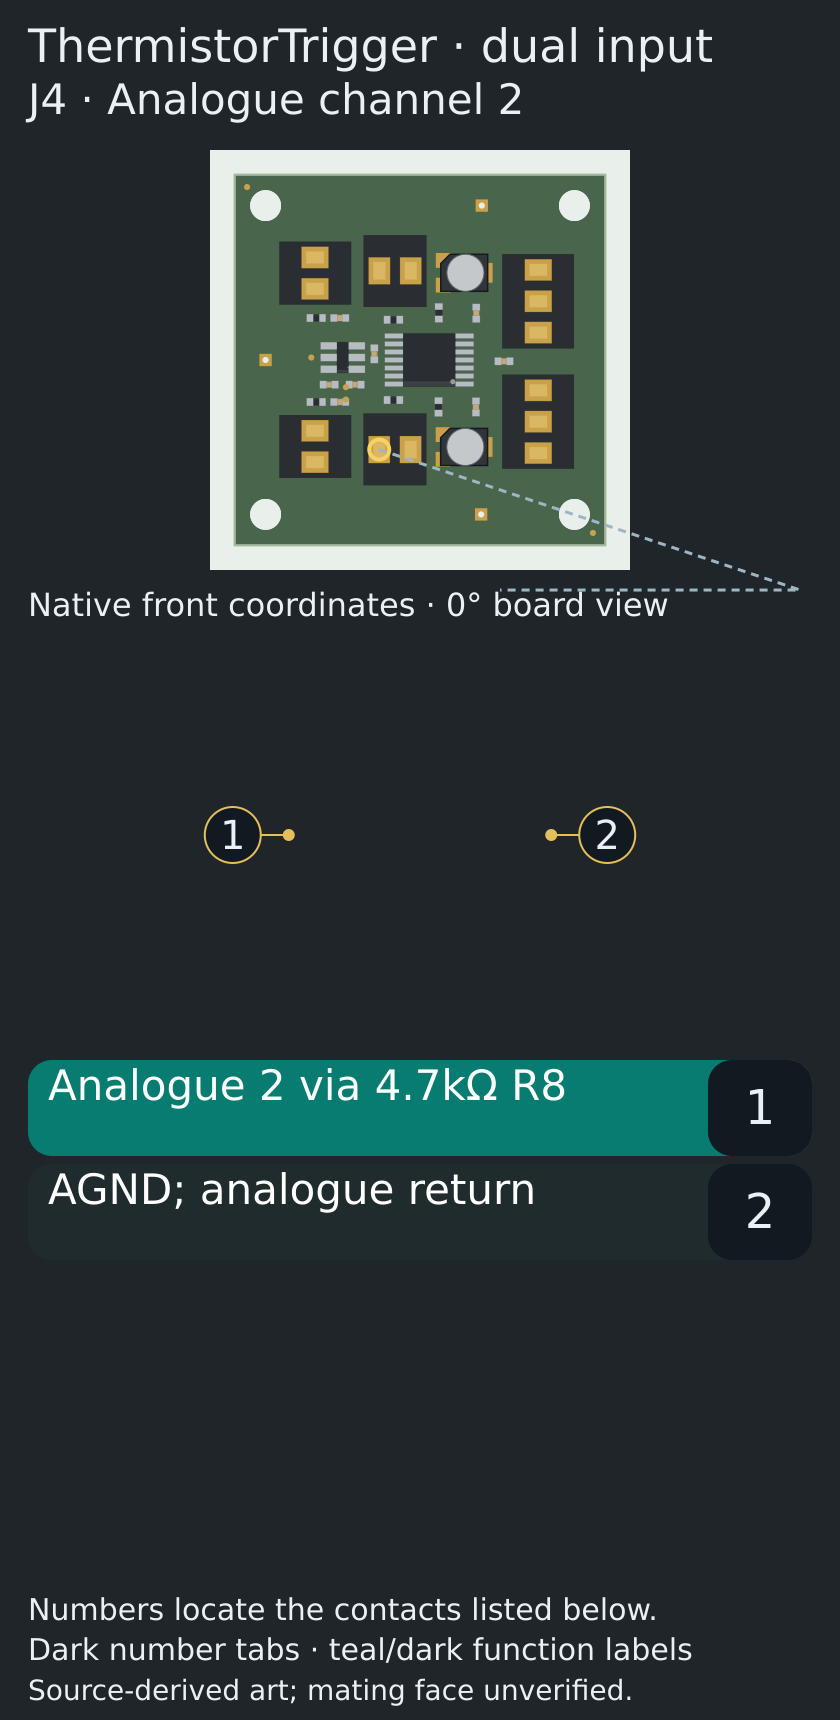 ThermistorTrigger · dual input
J4 · Analogue channel 2
Native front coordinates · 0° board view
1
2
Analogue 2 via 4.7kΩ R8
1
AGND; analogue return
2
Numbers locate the contacts listed below.
Dark number tabs · teal/dark function labels
Source-derived art; mating face unverified.